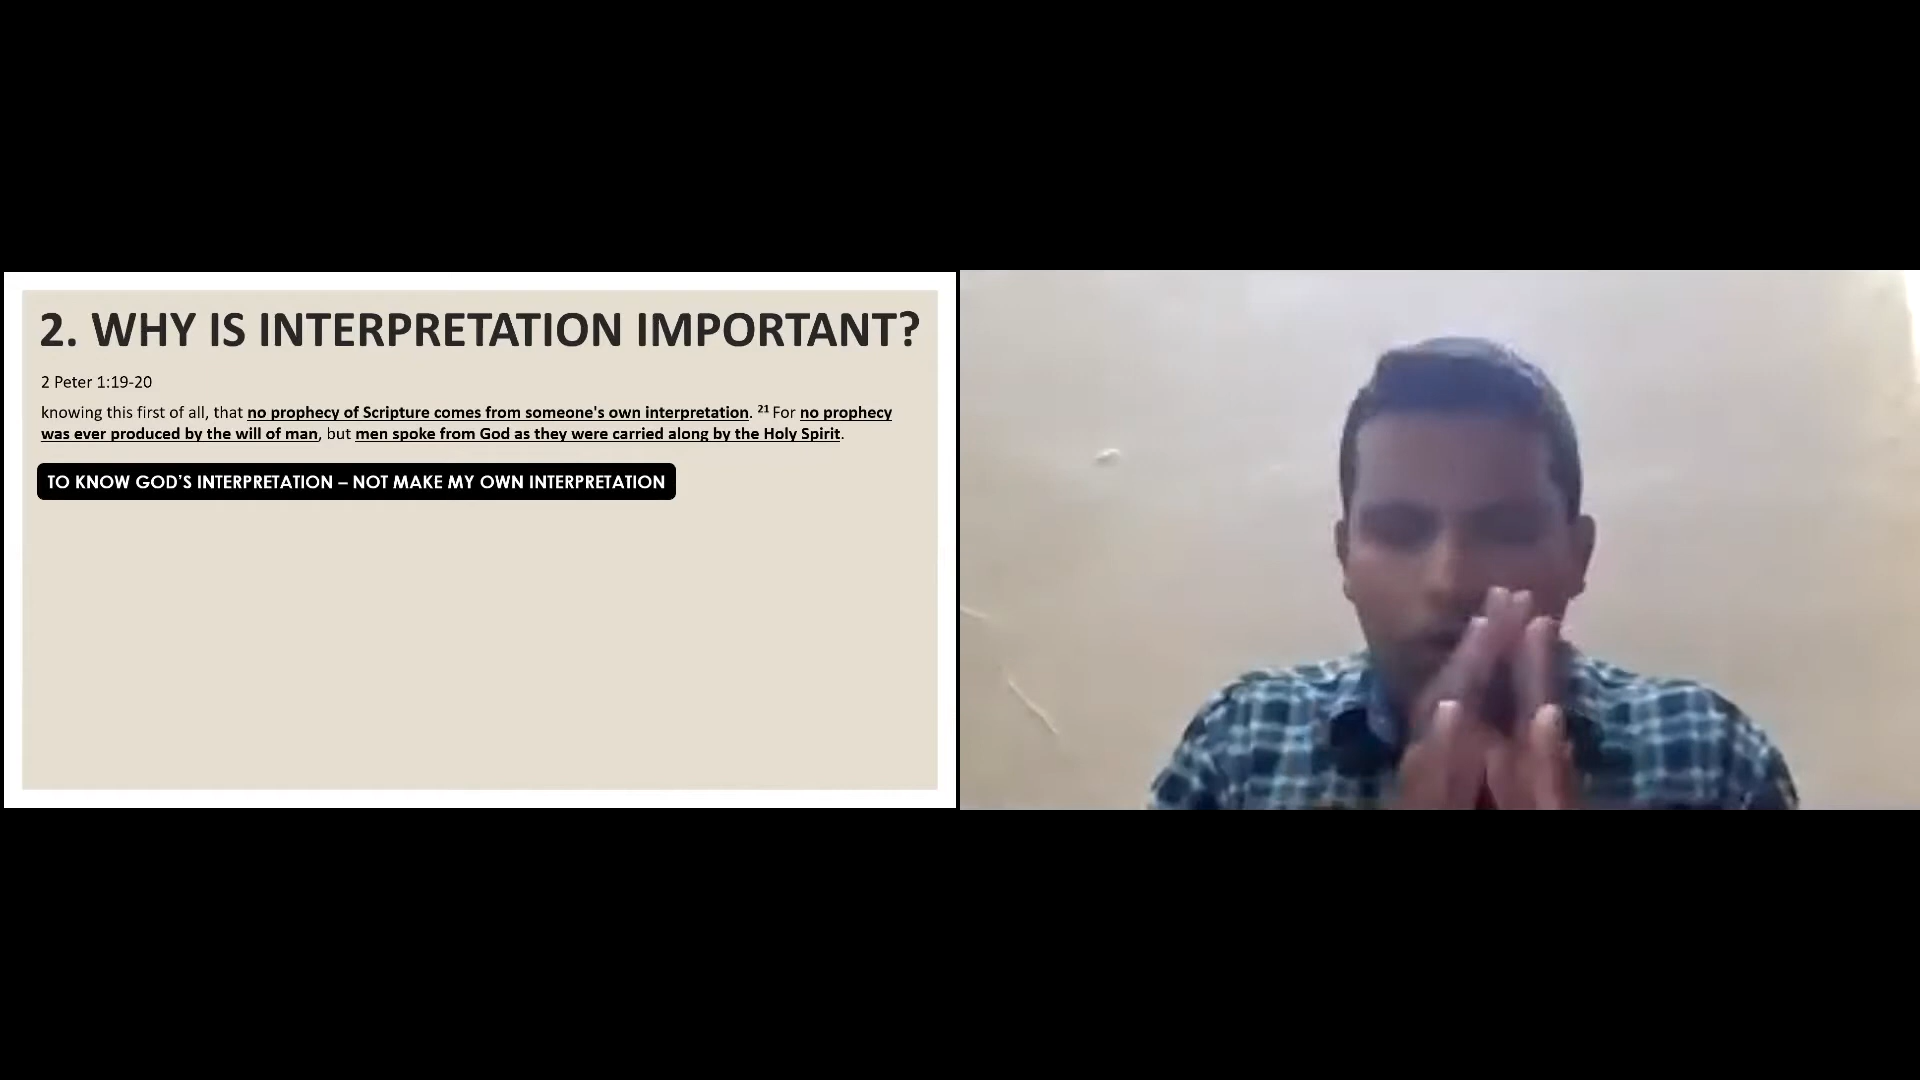 2. WHY IS INTERPRETATION IMPORTANT?
2 Peter 1:19-20
knowing this first of all, that no prophecy of Scripture comes from someone's own interpretation. 21 For no prophecy
was ever produced by the will of man, but men spoke from God as they were carried along by the Holy Spirit.
TO KNOW GOD'S INTERPRETATION – NOT MAKE MY OWN INTERPRETATION